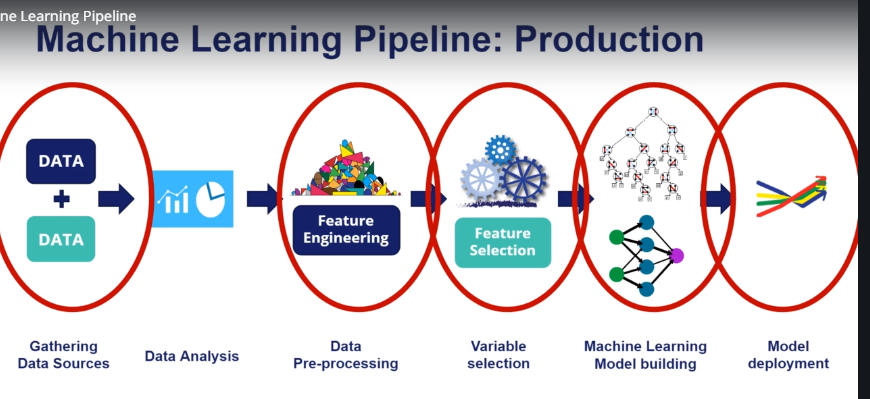 ne Learning Pipeline
Machine Learning Pipeline: Production
DATA
DATA
Feature
Engineering
Feature
Selection
Gathering
Data Sources
Data Analysis
Data
Pre-processing
Variable
selection
Machine Learning
Model building
Model
deployment